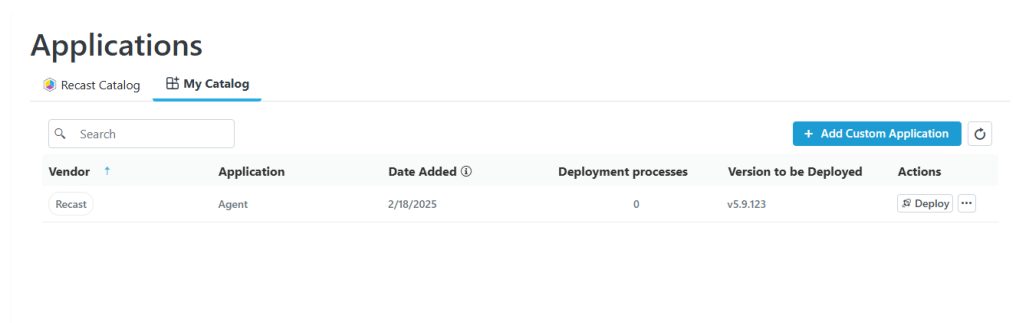 Applications
Recast Catalog My Catalog
Search + Add Custom Application
Vendor ↑ Application Date Added Deployment processes Version to be Deployed Actions
Recast Agent 2/18/2025 0 v5.9.123 Deploy ···